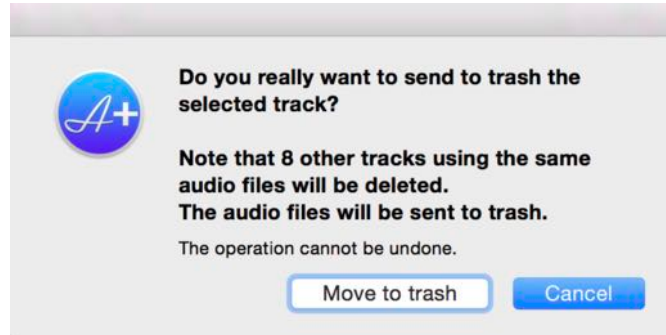 A+
Do you really want to send to trash the
selected track?
Note that 8 other tracks using the same
audio files will be deleted.
The audio files will be sent to trash.
The operation cannot be undone.
Move to trash
Cancel